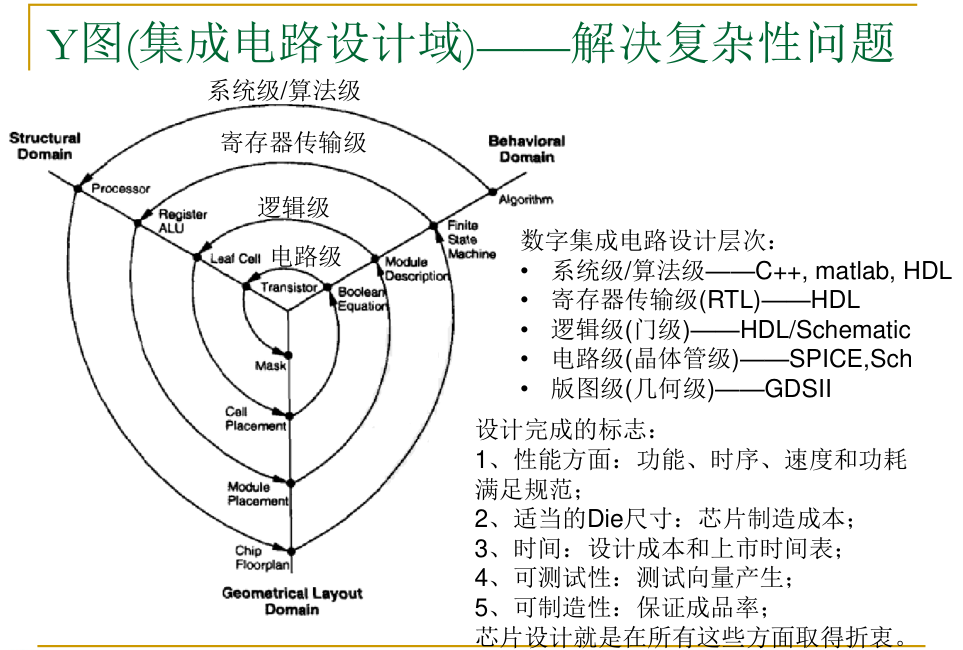 Y图(集成电路设计域)——解决复杂性问题
系统级/算法级
寄存器传输级
逻辑级
电路级
Structural
Domain
Behavioral
Domain
Processor
Algorithm
Register
ALU
Finite
State
Machine
Leaf Cell
Module
Description
Transistor
Boolean
Equation
Mask
Cell
Placement
Module
Placement
Chip
Floorplan
Geometrical Layout
Domain
数字集成电路设计层次：
• 系统级/算法级——C++, matlab, HDL
• 寄存器传输级(RTL)——HDL
• 逻辑级(门级)——HDL/Schematic
• 电路级(晶体管级)——SPICE,Sch
• 版图级(几何级)——GDSII
设计完成的标志：
1、性能方面：功能、时序、速度和功耗
满足规范；
2、适当的Die尺寸：芯片制造成本；
3、时间：设计成本和上市时间表；
4、可测试性：测试向量产生；
5、可制造性：保证成品率；
芯片设计就是在所有这些方面取得折衷。